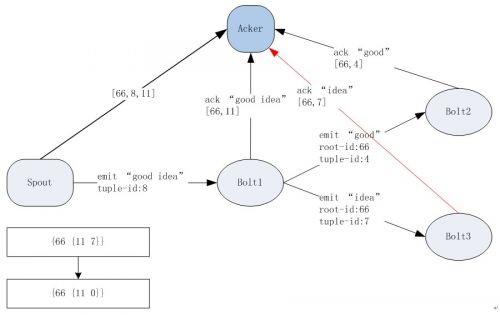 Acker
ack “good”
[66,4]
[66,8,11]
ack “good idea”
[66,11]
ack “idea”
[66,7]
Bolt2
emit “good”
root-id:66
tuple-id:4
Spout
emit “good idea”
tuple-id:8
Bolt1
emit “idea”
root-id:66
tuple-id:7
Bolt3
{66 {11 7}}
{66 {11 0}}